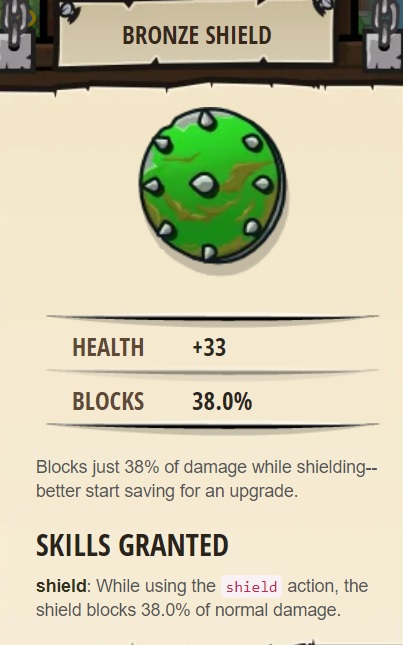 BRONZE SHIELD
HEALTH +33
BLOCKS 38.0%
Blocks just 38% of damage while shielding--
better start saving for an upgrade.
SKILLS GRANTED
shield: While using the shield action, the
shield blocks 38.0% of normal damage.